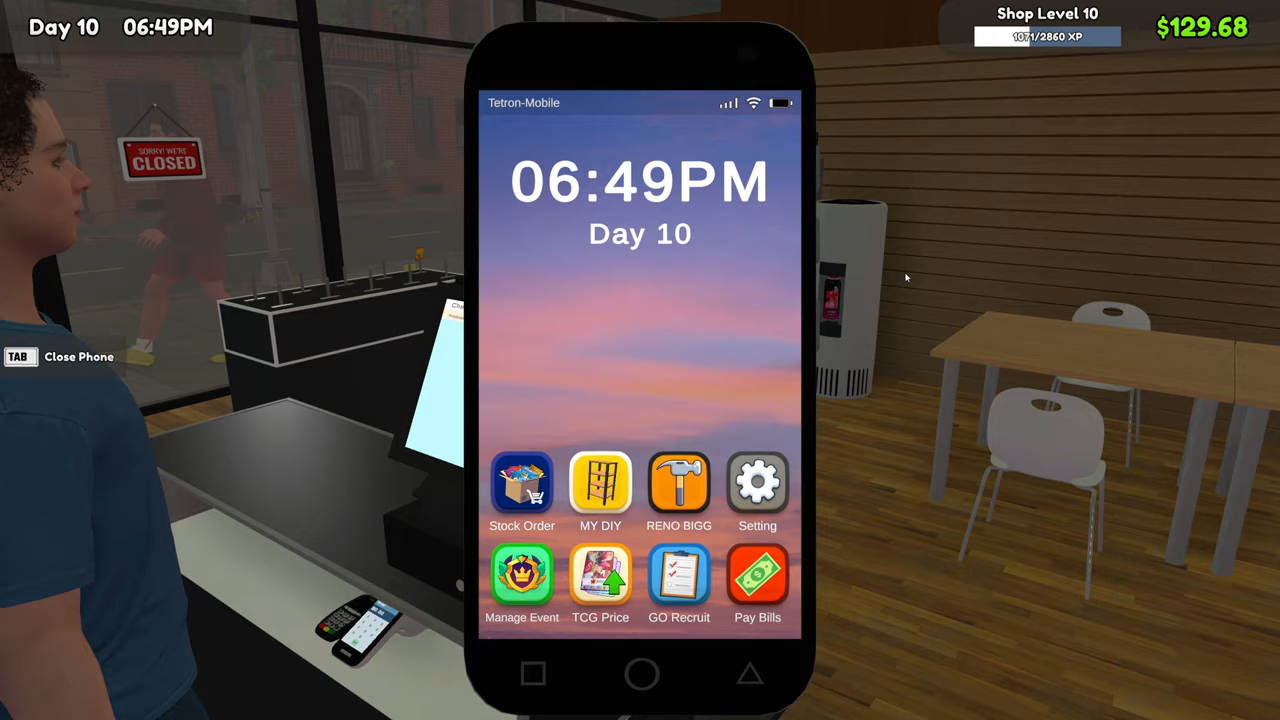 Day 10 06:49PM
Shop Level 10
1071/2860 XP
$129.68
SORRY! WE'RE
CLOSED
TAB Close Phone
Tetron-Mobile
06:49PM
Day 10
Stock Order MY DIY RENO BIGG Setting
Manage Event TCG Price GO Recruit Pay Bills